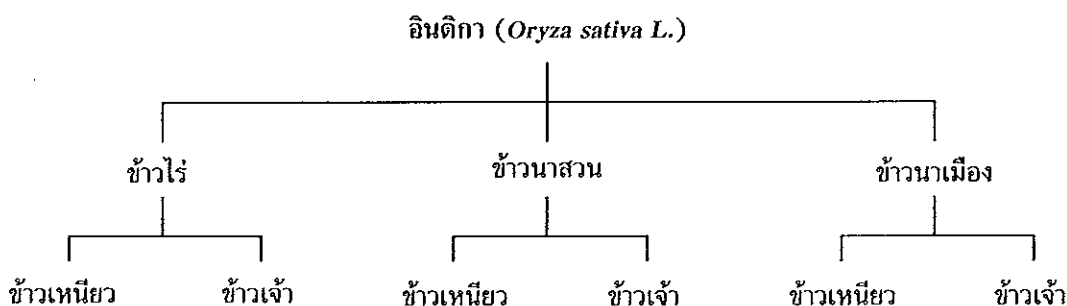 อินดิกา (Oryza sativa L.)
ข้าวไร่ ข้าวนาสวน ข้าวนาเมือง
ข้าวเหนียว ข้าวเจ้า ข้าวเหนียว ข้าวเจ้า ข้าวเหนียว ข้าวเจ้า